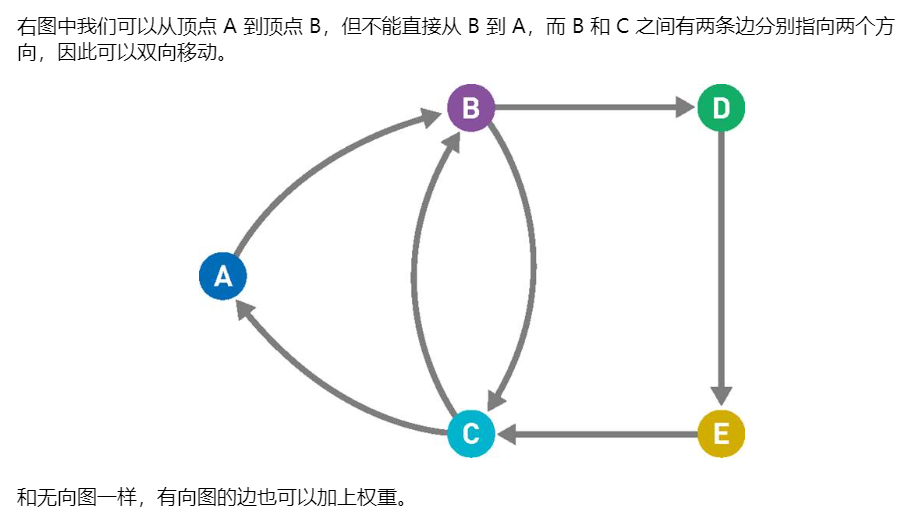 右图中我们可以从顶点 A 到顶点 B，但不能直接从 B 到 A，而 B 和 C 之间有两条边分别指向两个方
向，因此可以双向移动。
B
D
A
C
E
和无向图一样，有向图的边也可以加上权重。